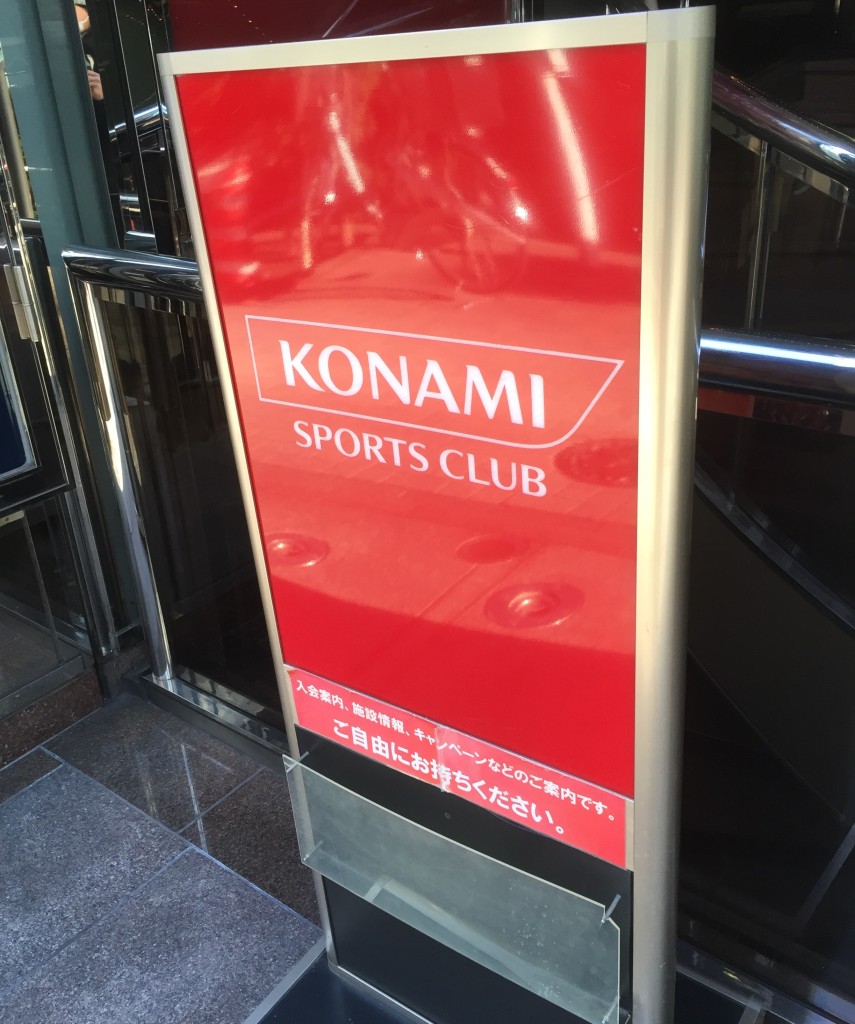 KONAMI
SPORTS CLUB
入会案内、施設情報、キャンペーンなどのご案内です。
ご自由にお持ちください。